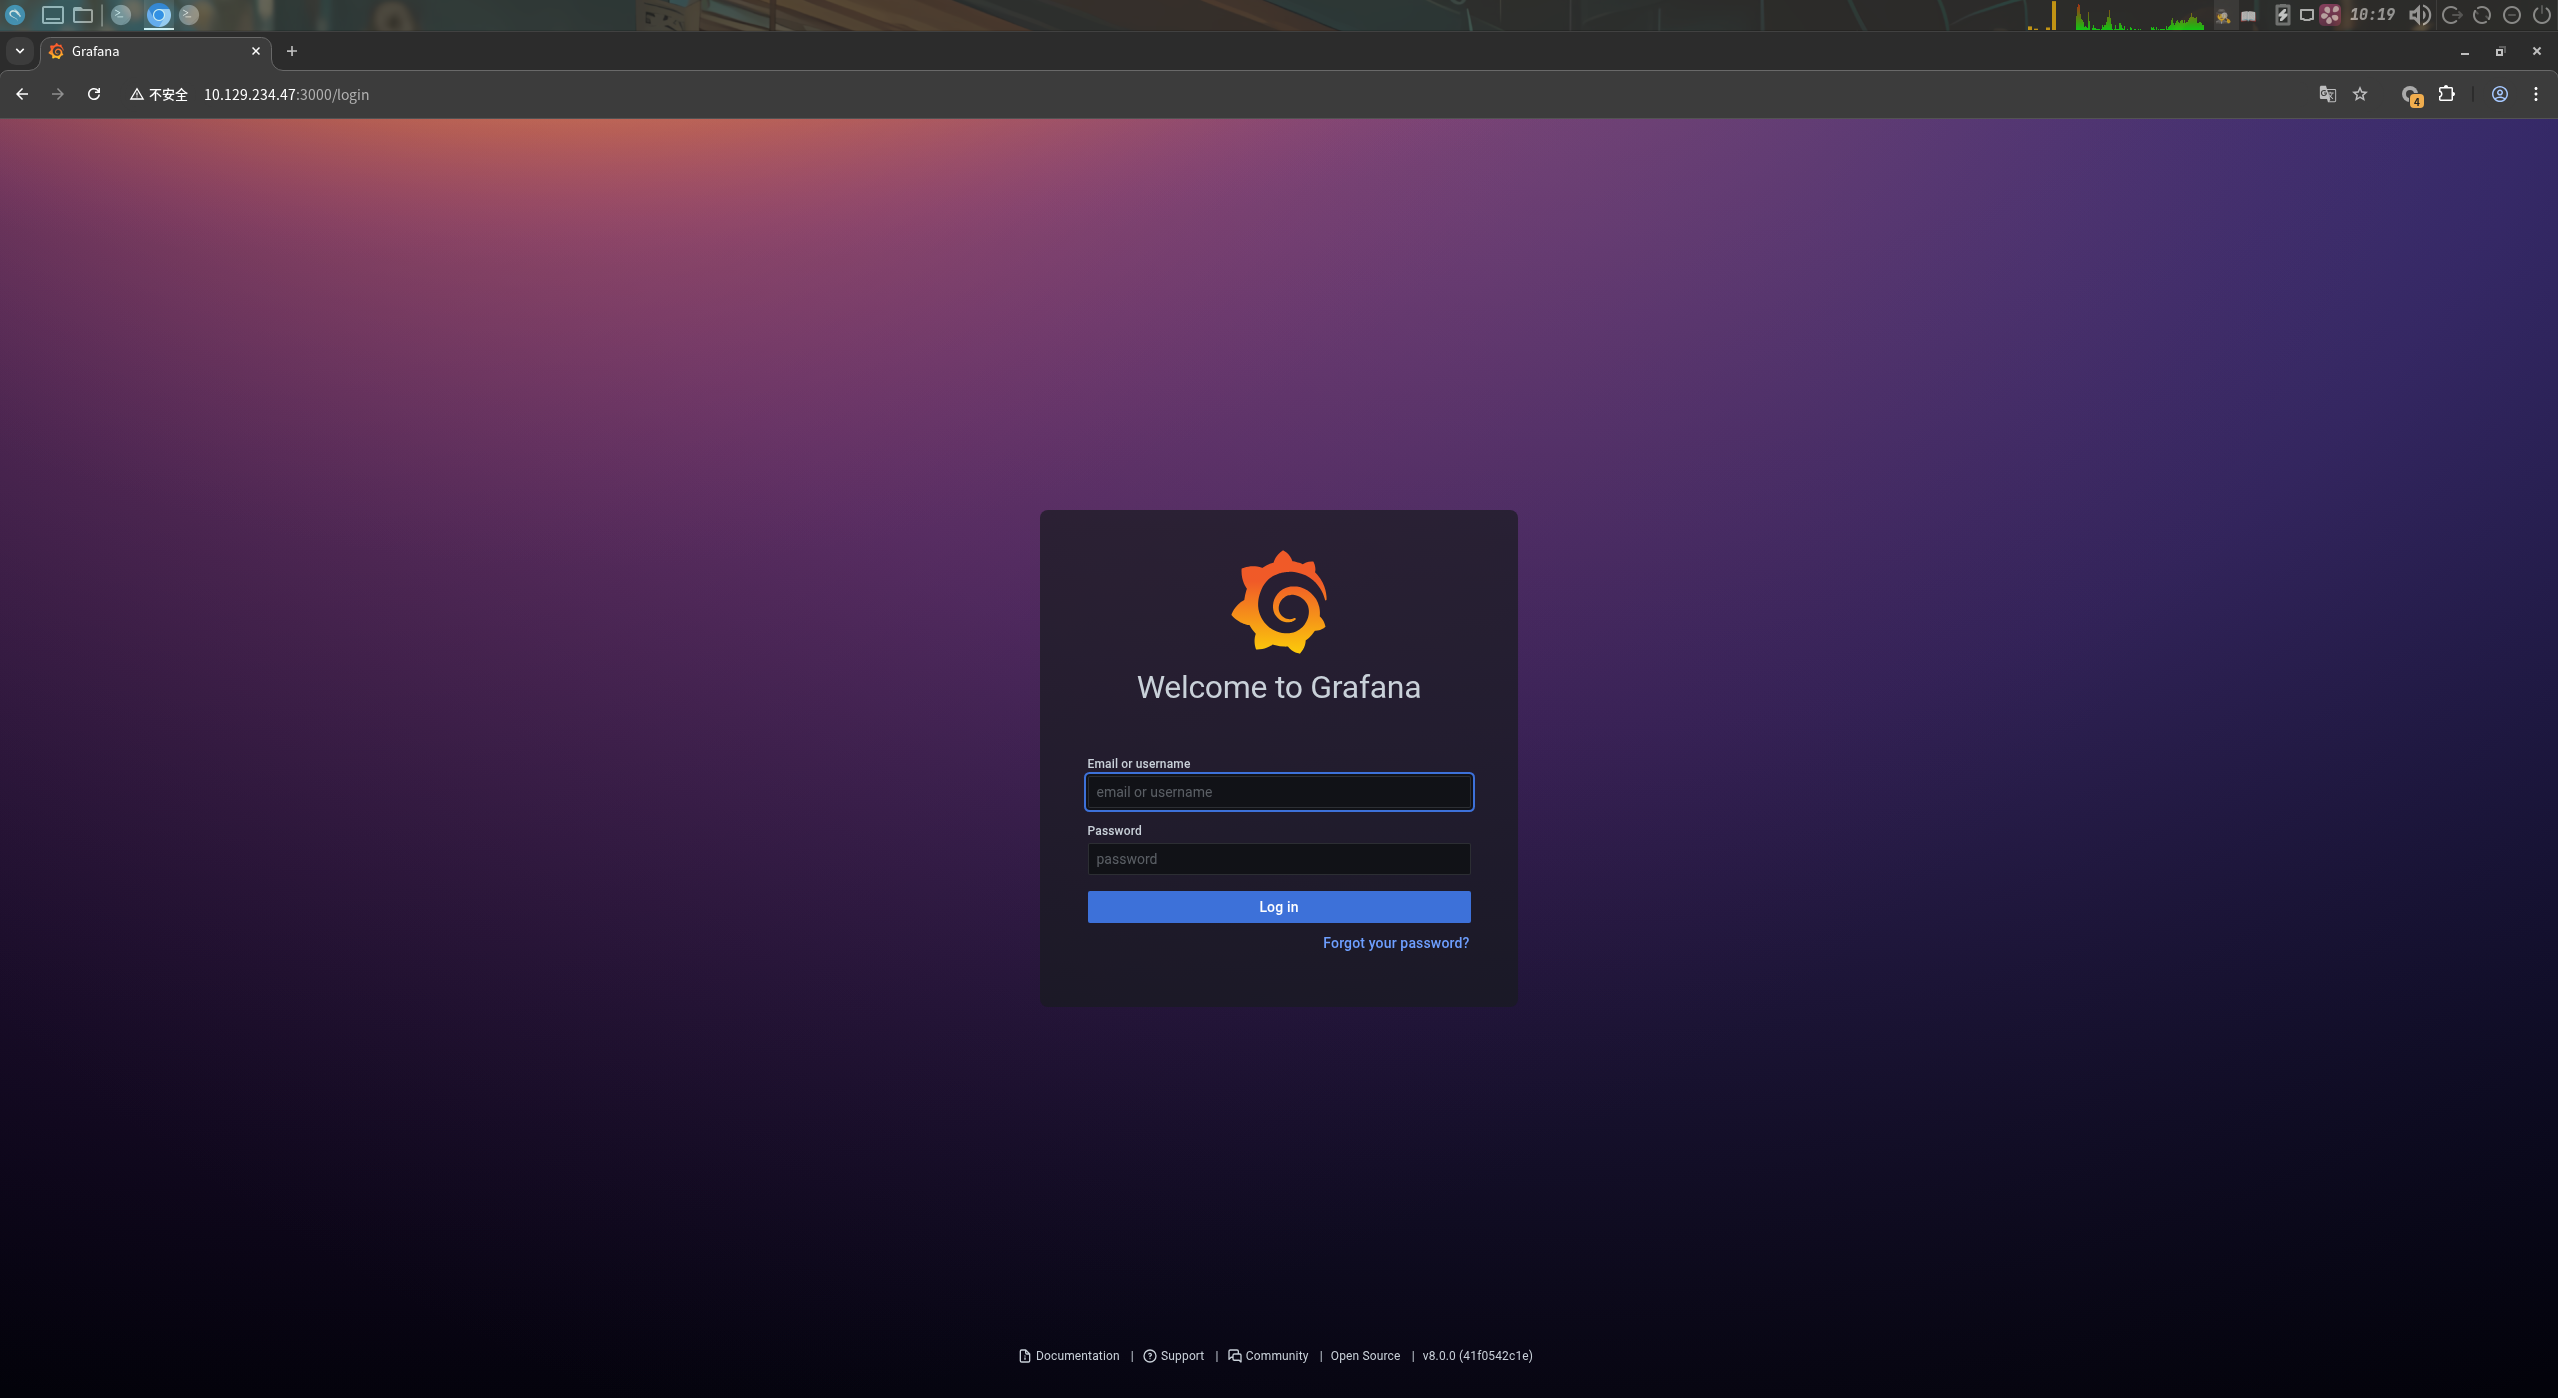 10:19
Grafana
不安全 10.129.234.47:3000/login
4
Welcome to Grafana
Email or username
email or username
Password
password
Log in
Forgot your password?
Documentation | Support | Community | Open Source | v8.0.0 (41f0542c1e)